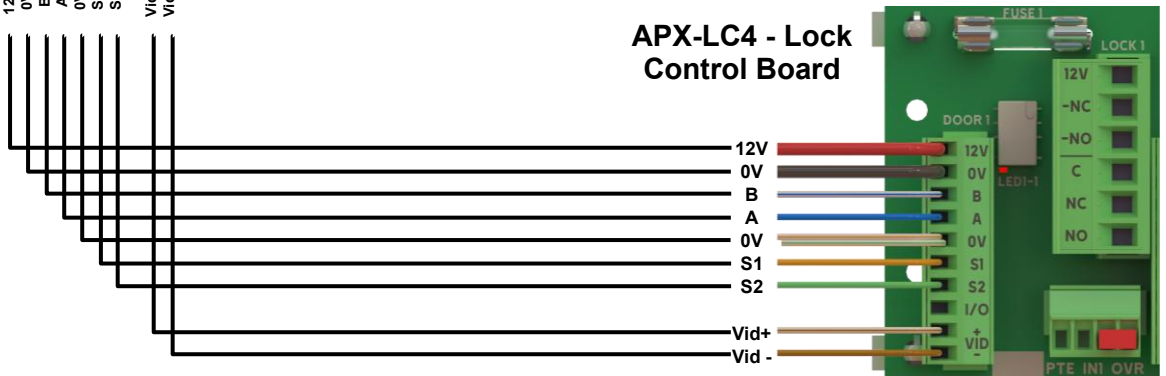 0V
APX-LC4 - Lock
Control Board
FUSE 1
LOCK 1
12V
-NC
-NO
C
NC
NO
DOOR 1
LED1-1
12V 12V
0V 0V
B B
A A
0V 0V
S1 S1
S2 S2
I/O
Vid+ +
VID
Vid - -
PTE IN1 OVR